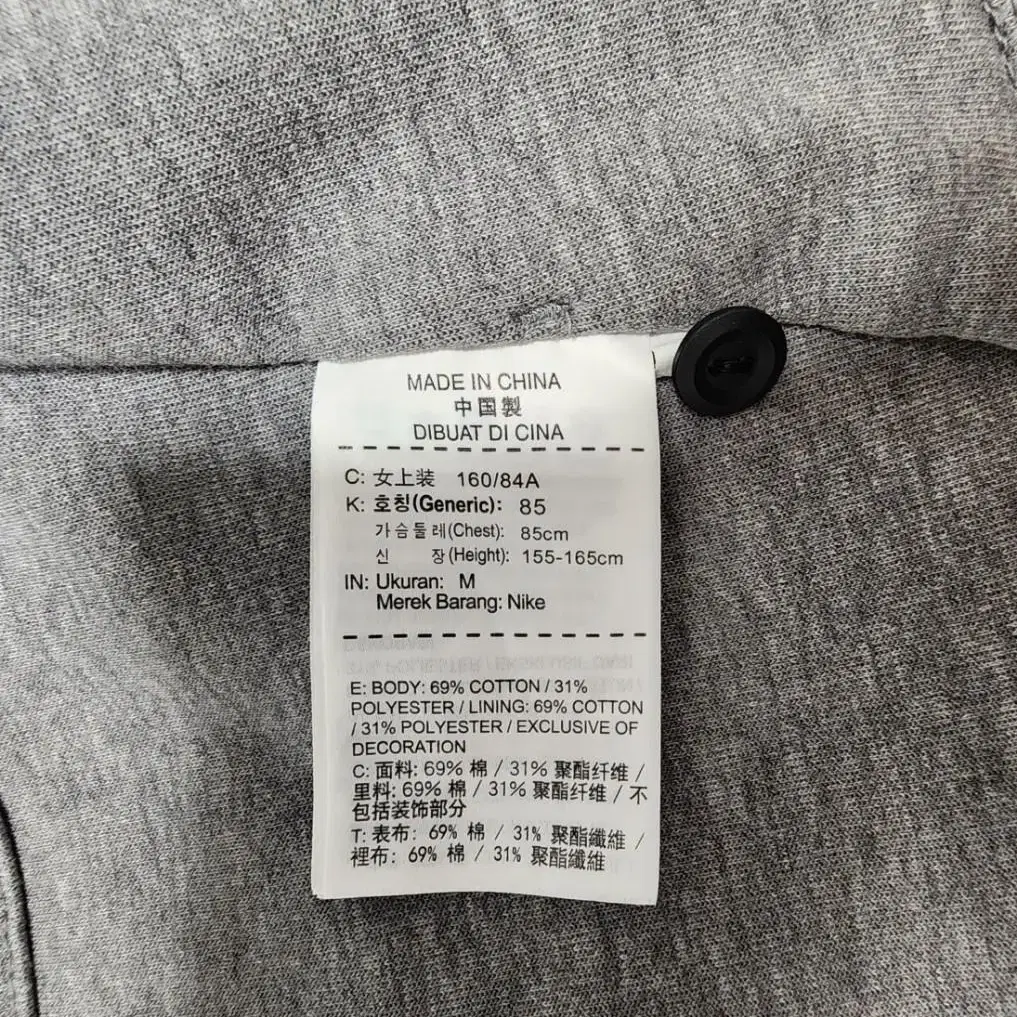 MADE IN CHINA
中国製
DIBUAT DI CINA
C: 女上装 160/84A
K: 호칭(Generic): 85
가슴둘레(Chest): 85cm
신 장(Height): 155-165cm
IN: Ukuran: M
Merek Barang: Nike
E: BODY: 69% COTTON / 31%
POLYESTER / LINING: 69% COTTON
/ 31% POLYESTER / EXCLUSIVE OF
DECORATION
C: 面料: 69% 棉 / 31% 聚酯纤维 /
里料: 69% 棉 / 31% 聚酯纤维 / 不
包括装饰部分
T: 表布: 69% 棉 / 31% 聚酯纖維 /
裡布: 69% 棉 / 31% 聚酯纖維